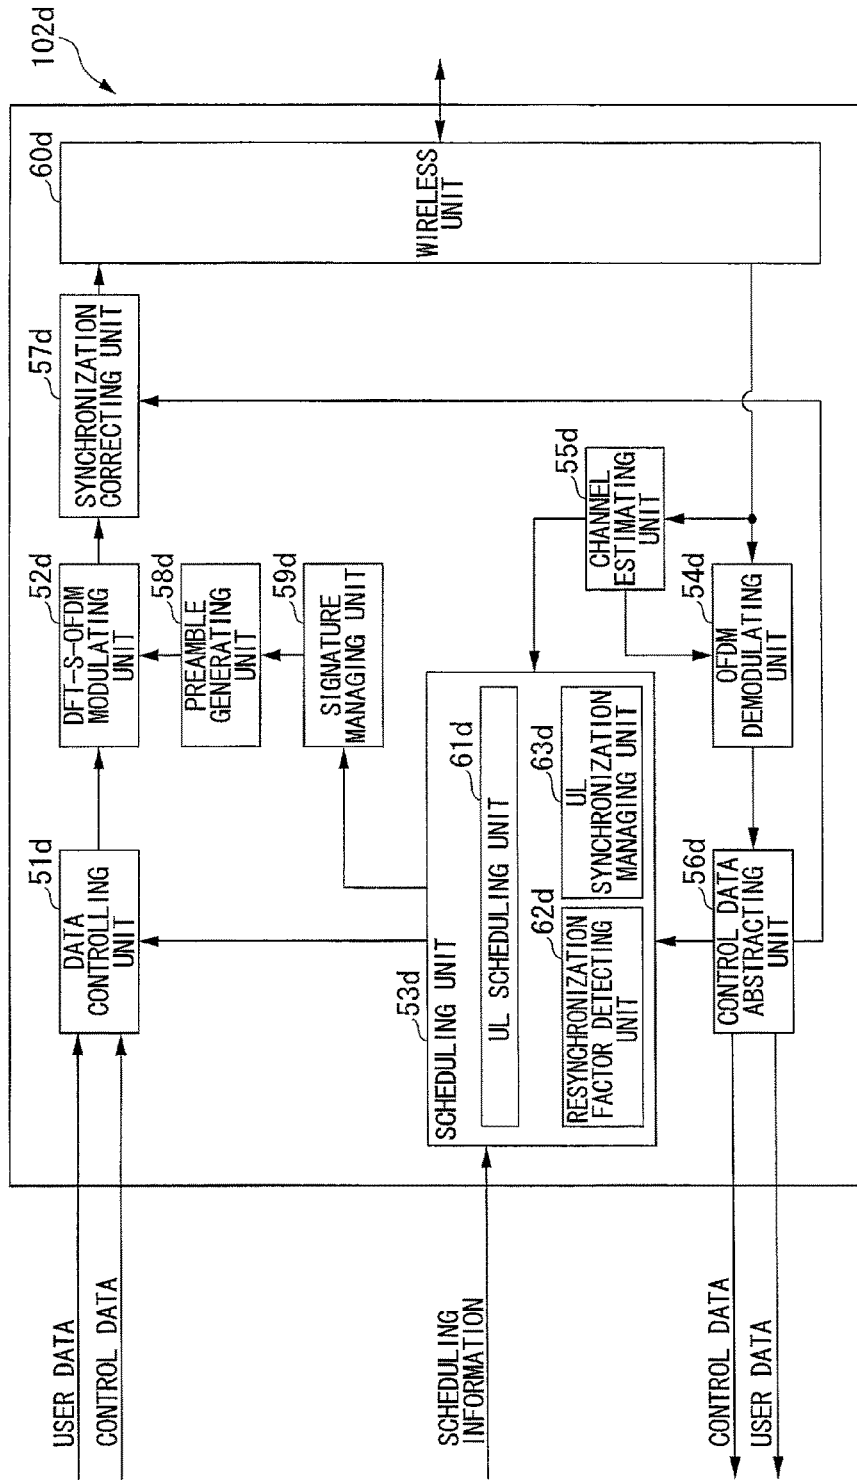 102d
USER DATA
CONTROL DATA
51d
DATA
CONTROLLING
UNIT
52d
DFT-S-OFDM
MODULATING
UNIT
57d
SYNCHRONIZATION
CORRECTING UNIT
60d
WIRELESS
UNIT
58d
PREAMBLE
GENERATING
UNIT
59d
SIGNATURE
MANAGING UNIT
SCHEDULING
INFORMATION
SCHEDULING UNIT
53d
61d
UL SCHEDULING UNIT
62d
RESYNCHRONIZATION
FACTOR DETECTING
UNIT
63d
UL
SYNCHRONIZATION
MANAGING UNIT
55d
CHANNEL
ESTIMATING
UNIT
CONTROL DATA
USER DATA
56d
CONTROL DATA
ABSTRACTING
UNIT
54d
OFDM
DEMODULATING
UNIT